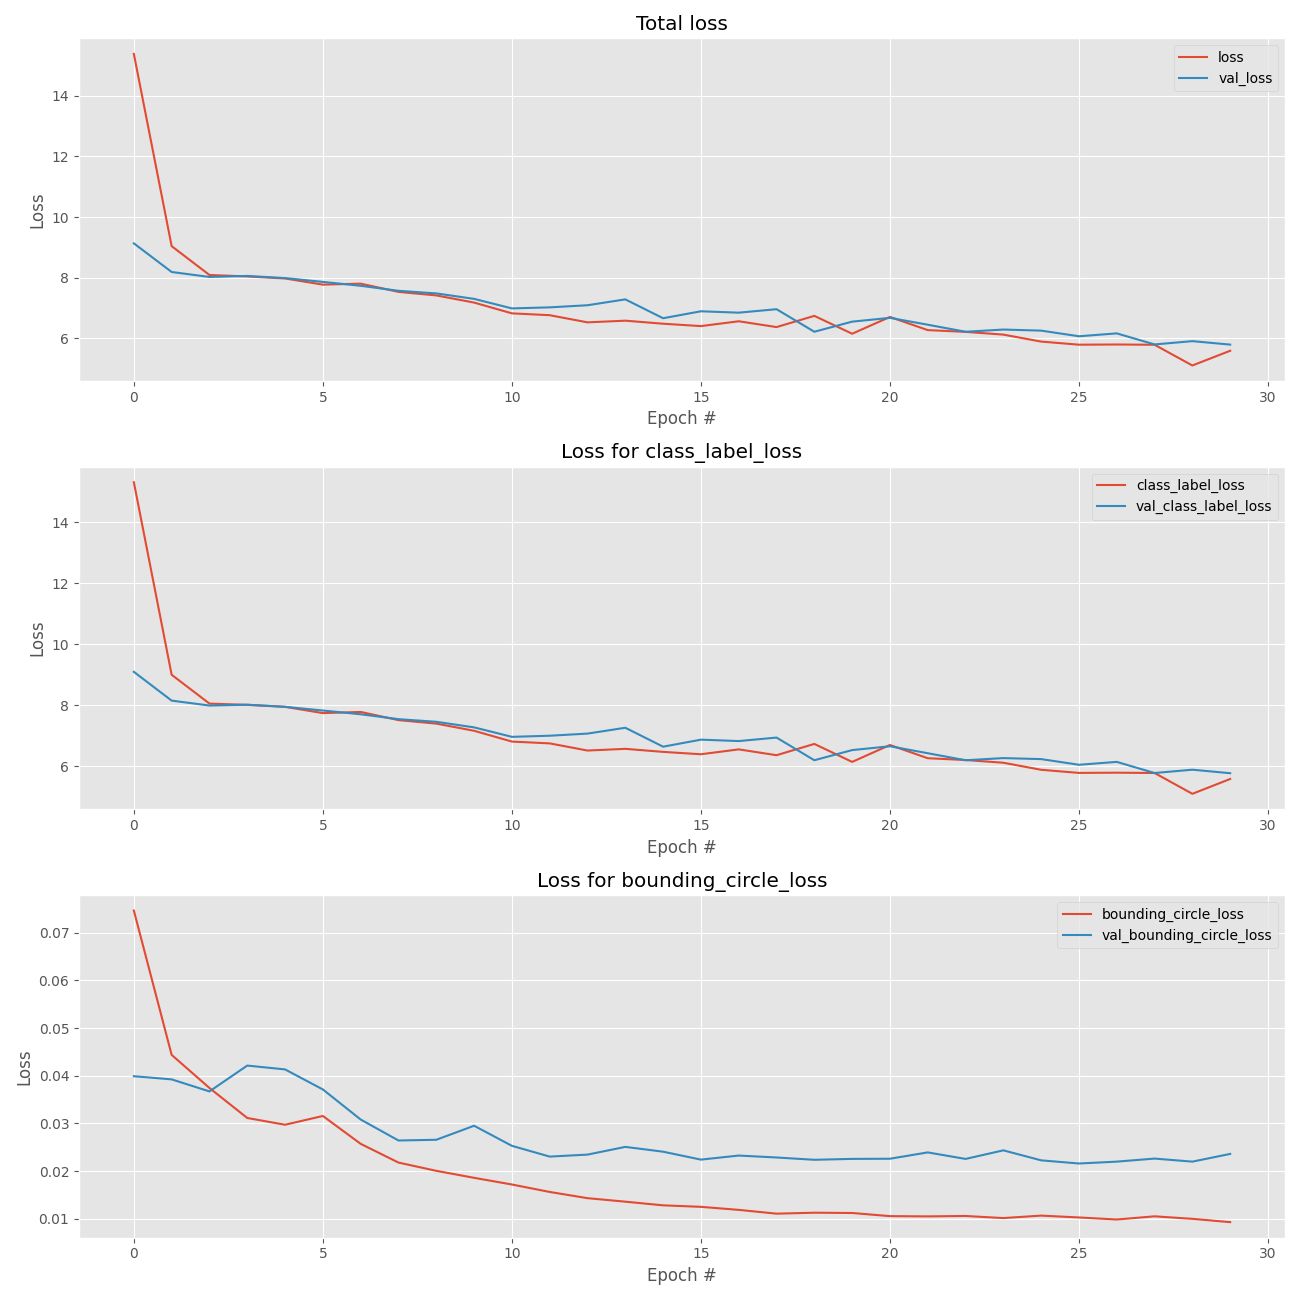 Total loss
loss
val_loss
14
12
10
8
6
Loss
0 5 10 15 20 25 30
Epoch #
Loss for class_label_loss
class_label_loss
val_class_label_loss
14
12
10
8
6
Loss
0 5 10 15 20 25 30
Epoch #
Loss for bounding_circle_loss
bounding_circle_loss
val_bounding_circle_loss
0.07
0.06
0.05
0.04
0.03
0.02
0.01
Loss
0 5 10 15 20 25 30
Epoch #